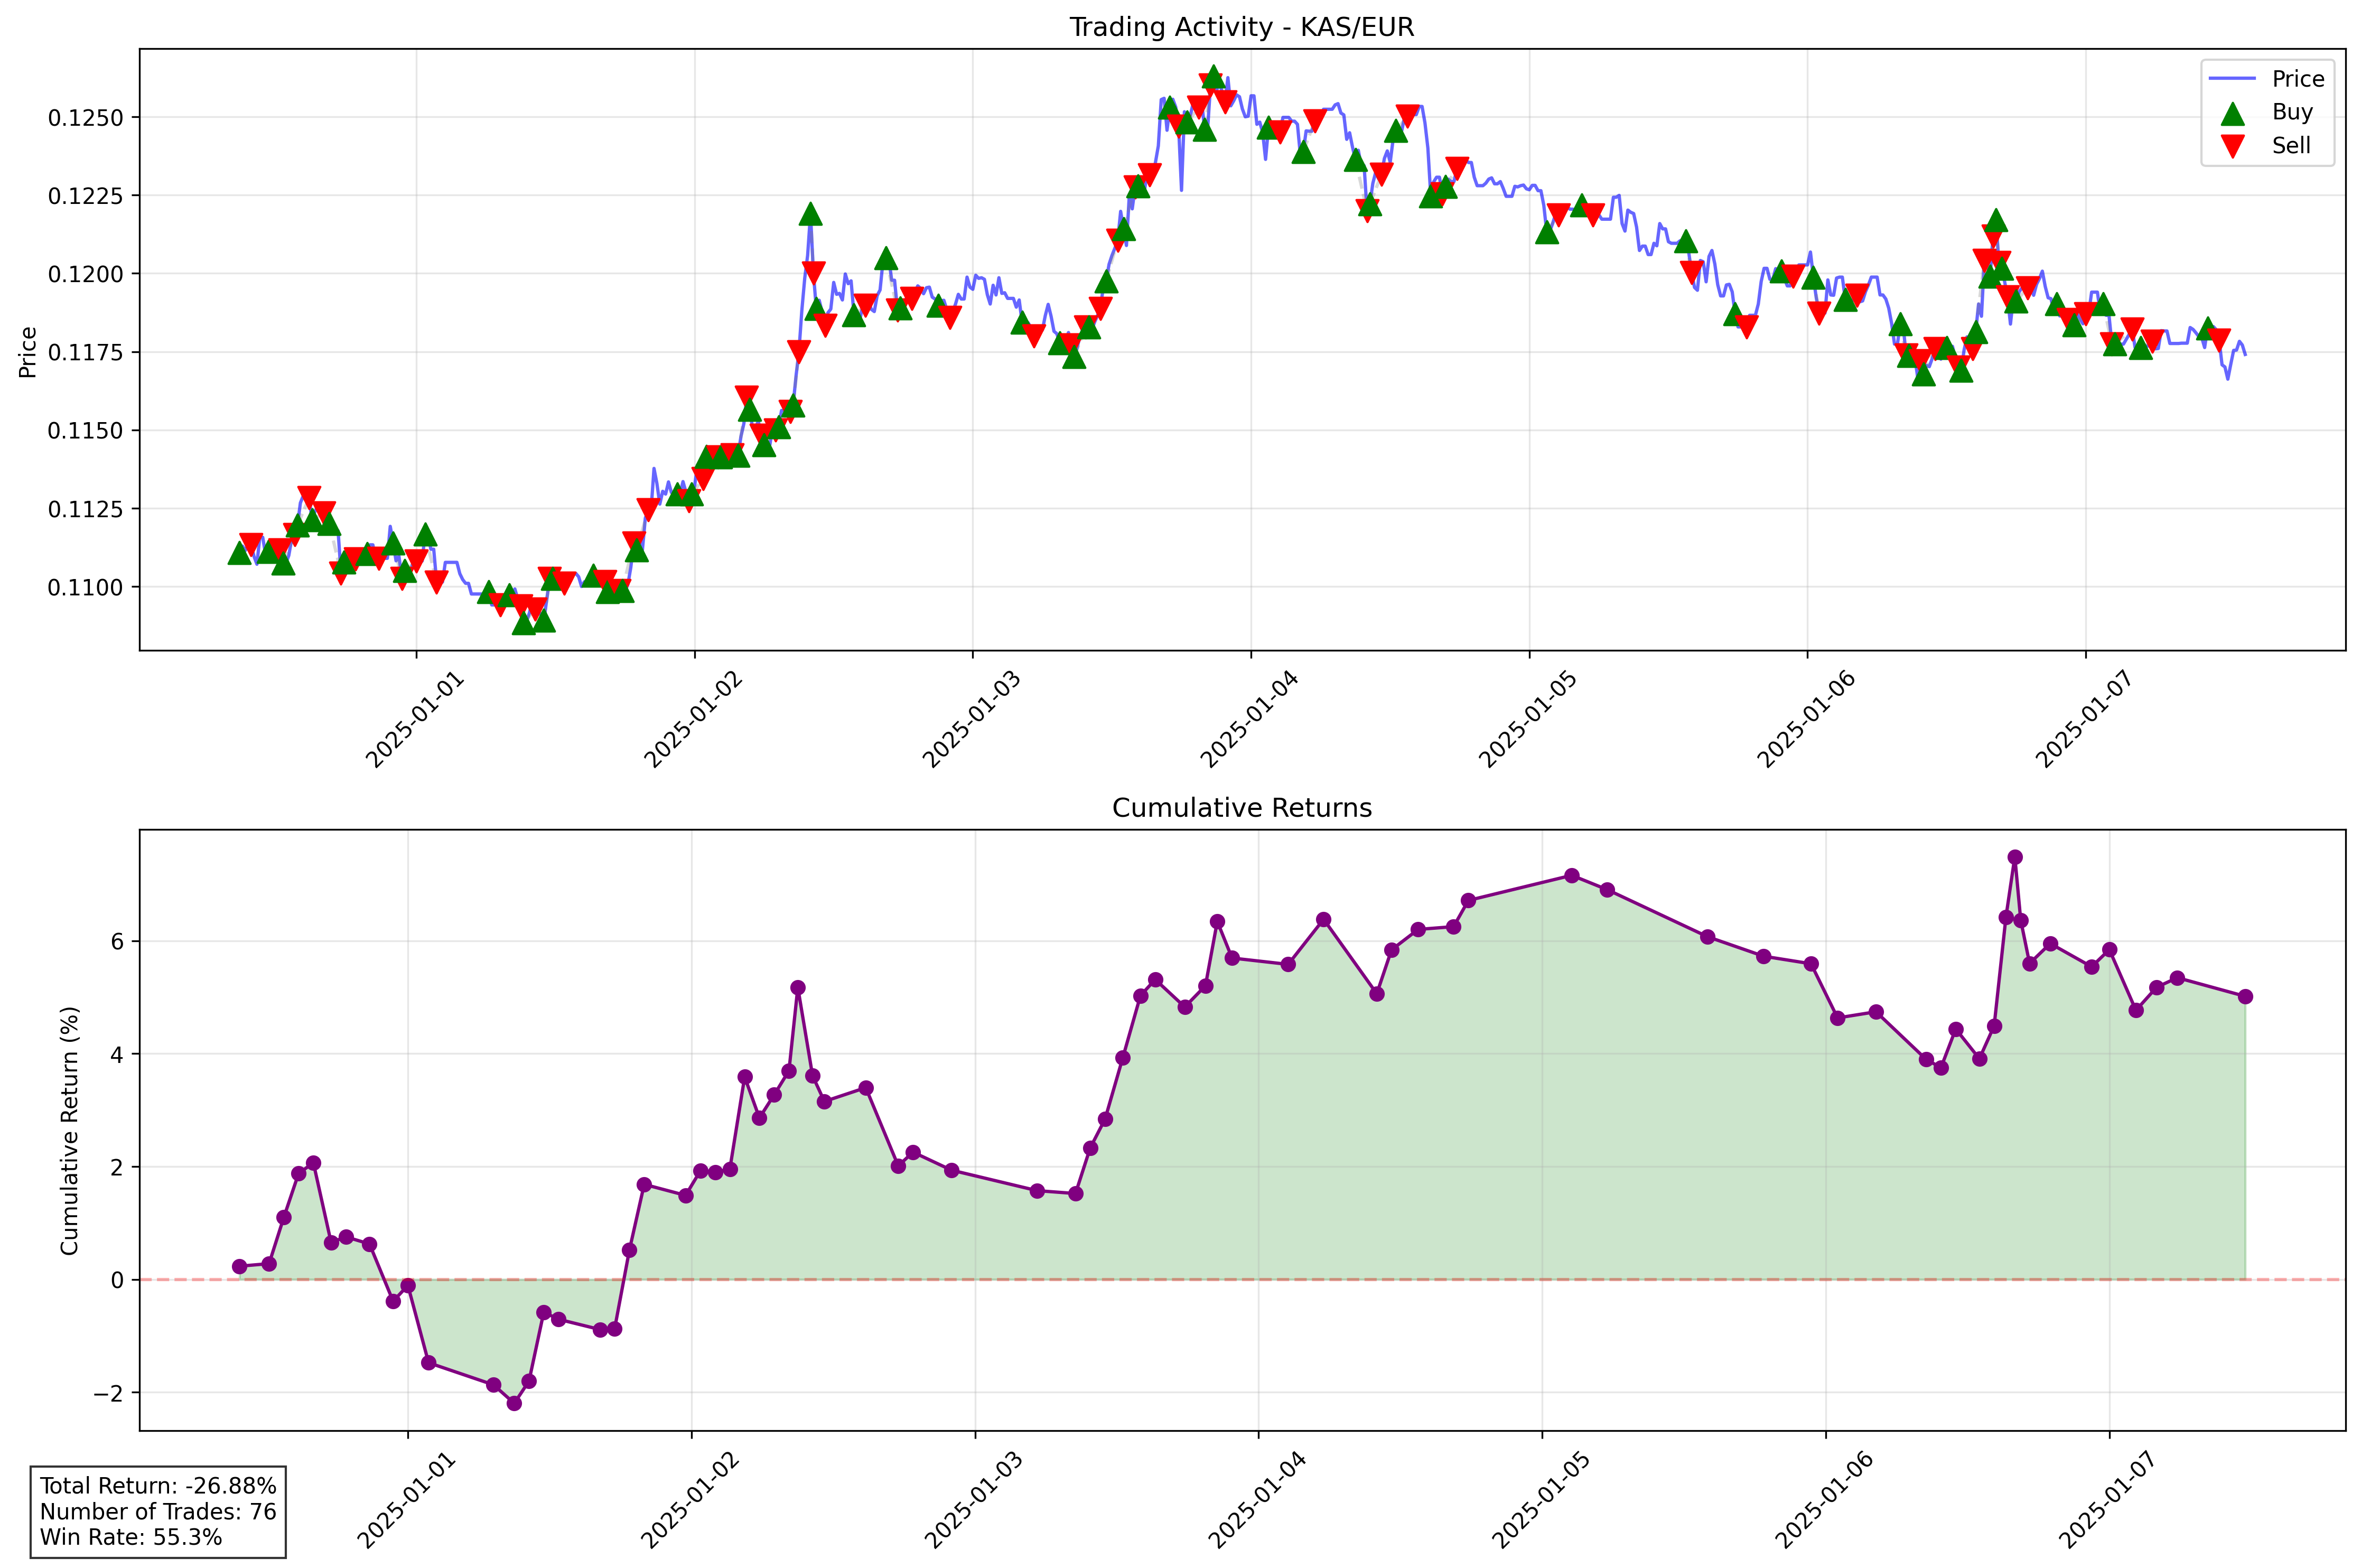 Trading Activity - KAS/EUR
Price
Buy
Sell
0.1250
0.1225
0.1200
0.1175
0.1150
0.1125
0.1100
Price
2025-01-01
2025-01-02
2025-01-03
2025-01-04
2025-01-05
2025-01-06
2025-01-07
Cumulative Returns
6
4
2
0
−2
Cumulative Return (%)
2025-01-01
2025-01-02
2025-01-03
2025-01-04
2025-01-05
2025-01-06
2025-01-07
Total Return: -26.88%
Number of Trades: 76
Win Rate: 55.3%